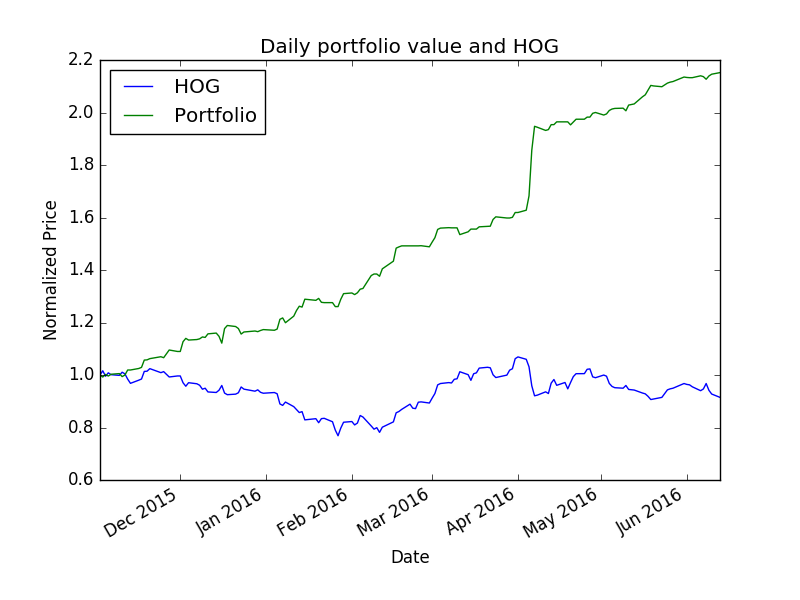 Daily portfolio value and HOG
HOG
Portfolio
2.2
2.0
1.8
1.6
1.4
1.2
1.0
0.8
0.6
Normalized Price
Dec 2015
Jan 2016
Feb 2016
Mar 2016
Apr 2016
May 2016
Jun 2016
Date